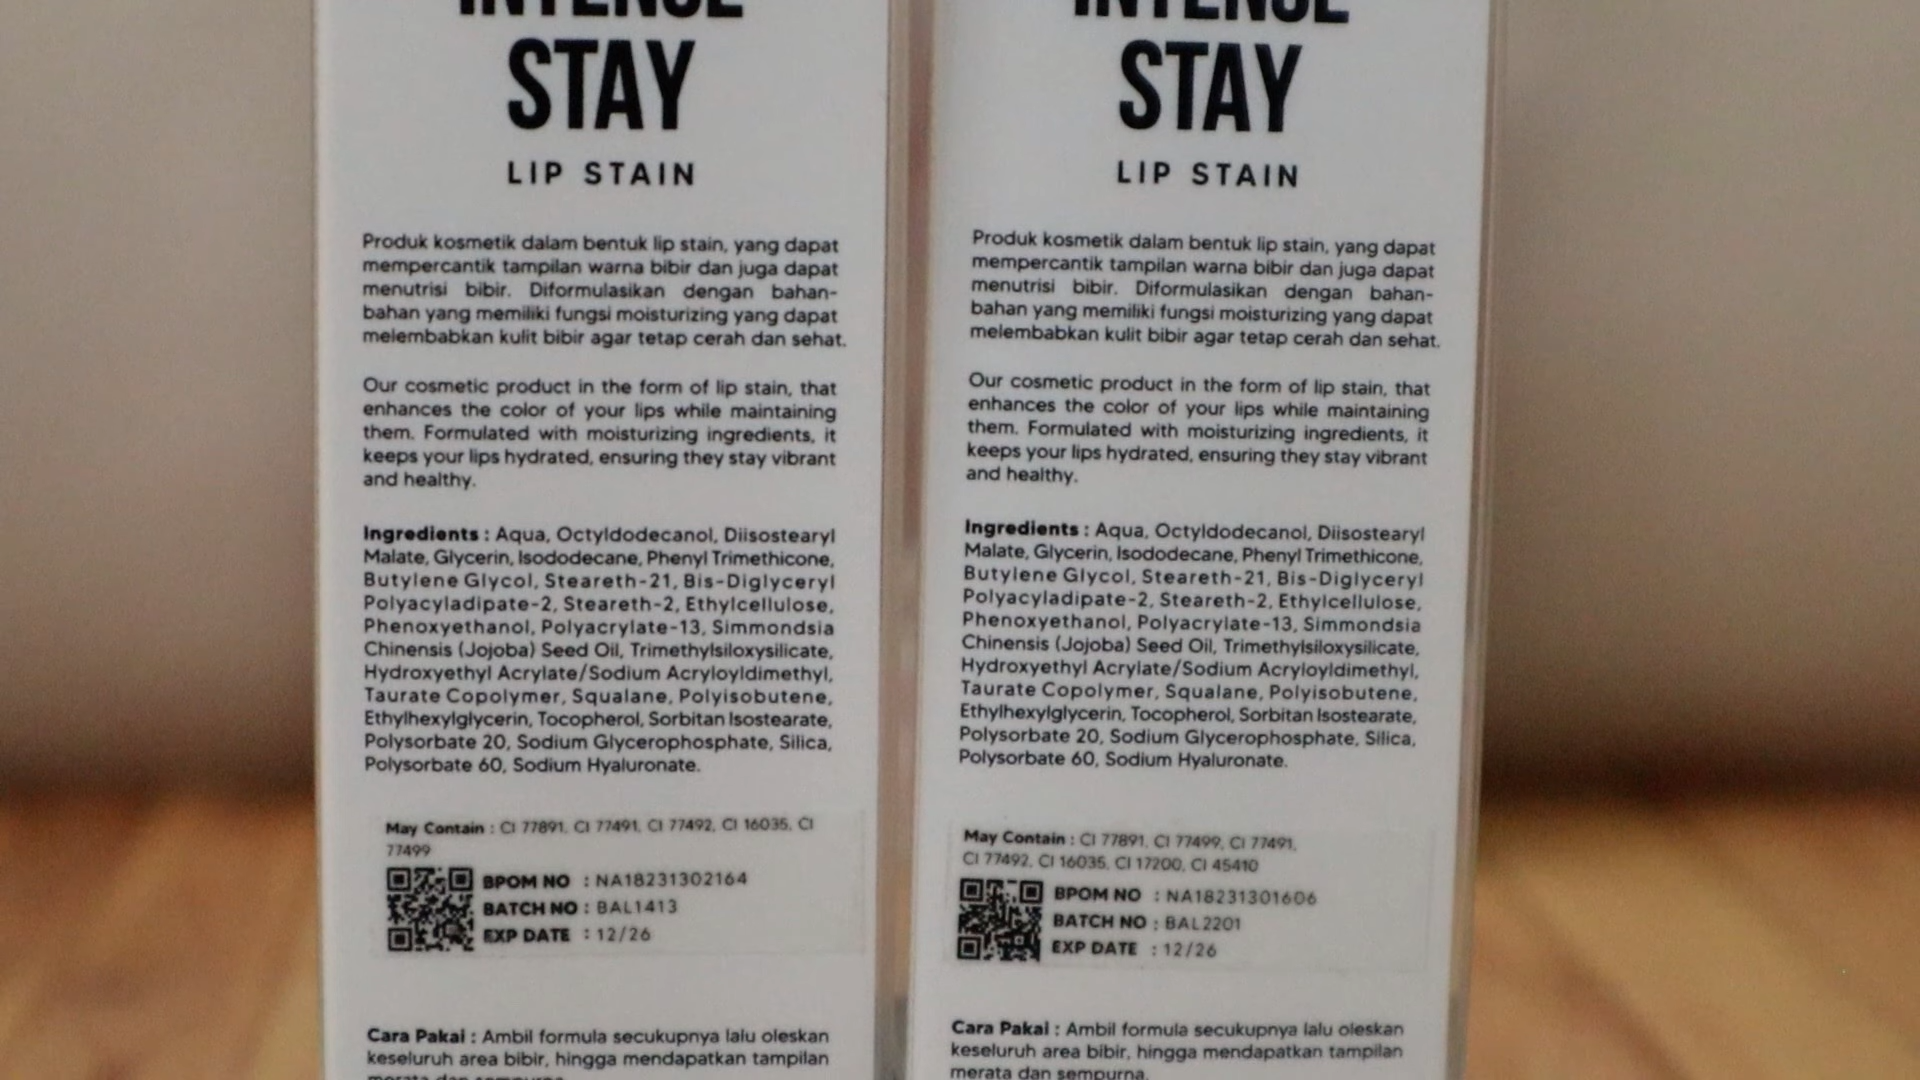 INTENSE
STAY
LIP STAIN
Produk kosmetik dalam bentuk lip stain, yang dapat
mempercantik tampilan warna bibir dan juga dapat
menutrisi bibir. Diformulasikan dengan bahan-
bahan yang memiliki fungsi moisturizing yang dapat
melembabkan kulit bibir agar tetap cerah dan sehat.
Our cosmetic product in the form of lip stain, that
enhances the color of your lips while maintaining
them. Formulated with moisturizing ingredients, it
keeps your lips hydrated, ensuring they stay vibrant
and healthy.
Ingredients : Aqua, Octyldodecanol, Diisostearyl
Malate, Glycerin, Isododecane, Phenyl Trimethicone,
Butylene Glycol, Steareth-21, Bis-Diglyceryl
Polyacyladipate-2, Steareth-2, Ethylcellulose,
Phenoxyethanol, Polyacrylate-13, Simmondsia
Chinensis (Jojoba) Seed Oil, Trimethylsiloxysilicate,
Hydroxyethyl Acrylate/Sodium Acryloyldimethyl,
Taurate Copolymer, Squalane, Polyisobutene,
Ethylhexylglycerin, Tocopherol, Sorbitan Isostearate,
Polysorbate 20, Sodium Glycerophosphate, Silica,
Polysorbate 60, Sodium Hyaluronate.
May Contain : CI 77891, CI 77491, CI 77492, CI 16035, CI
77499
BPOM NO : NA18231302164
BATCH NO : BAL1413
EXP DATE : 12/26
Cara Pakai : Ambil formula secukupnya lalu oleskan
keseluruh area bibir, hingga mendapatkan tampilan
merata dan sempurna.
INTENSE
STAY
LIP STAIN
Produk kosmetik dalam bentuk lip stain, yang dapat
mempercantik tampilan warna bibir dan juga dapat
menutrisi bibir. Diformulasikan dengan bahan-
bahan yang memiliki fungsi moisturizing yang dapat
melembabkan kulit bibir agar tetap cerah dan sehat.
Our cosmetic product in the form of lip stain, that
enhances the color of your lips while maintaining
them. Formulated with moisturizing ingredients, it
keeps your lips hydrated, ensuring they stay vibrant
and healthy.
Ingredients : Aqua, Octyldodecanol, Diisostearyl
Malate, Glycerin, Isododecane, Phenyl Trimethicone,
Butylene Glycol, Steareth-21, Bis-Diglyceryl
Polyacyladipate-2, Steareth-2, Ethylcellulose,
Phenoxyethanol, Polyacrylate-13, Simmondsia
Chinensis (Jojoba) Seed Oil, Trimethylsiloxysilicate,
Hydroxyethyl Acrylate/Sodium Acryloyldimethyl,
Taurate Copolymer, Squalane, Polyisobutene,
Ethylhexylglycerin, Tocopherol, Sorbitan Isostearate,
Polysorbate 20, Sodium Glycerophosphate, Silica,
Polysorbate 60, Sodium Hyaluronate.
May Contain : CI 77891, CI 77499, CI 77491,
CI 77492, CI 16035, CI 17200, CI 45410
BPOM NO : NA18231301606
BATCH NO : BAL2201
EXP DATE : 12/26
Cara Pakai : Ambil formula secukupnya lalu oleskan
keseluruh area bibir, hingga mendapatkan tampilan
merata dan sempurna.